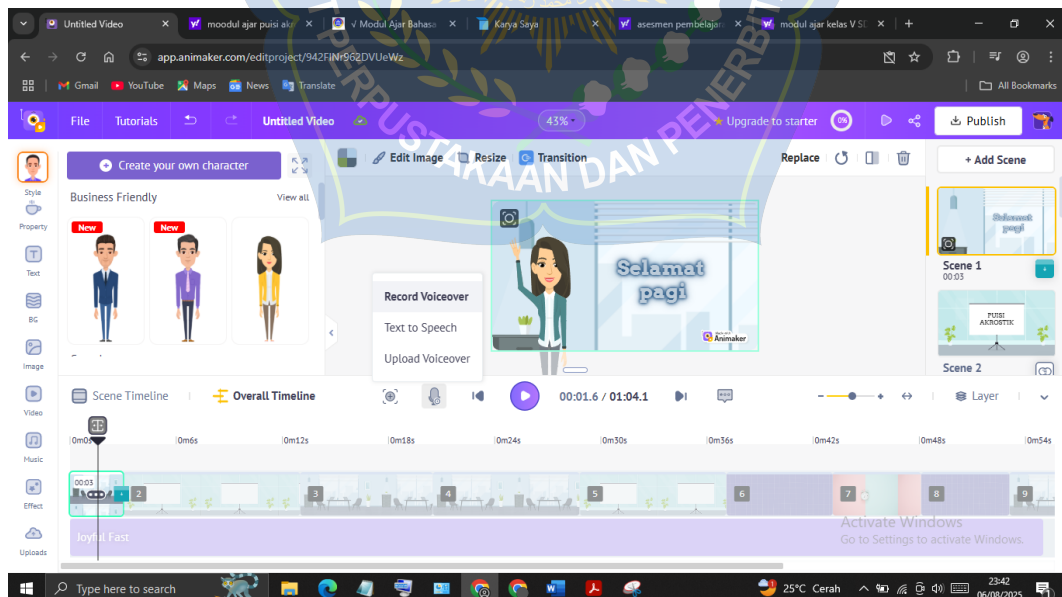 Untitled Video
moodul ajar puisi akr
√ Modul Ajar Bahasa
Karya Saya
asesmen pembelajar
modul ajar kelas V SD
app.animaker.com/editproject/942FINr962DVUeWz
Gmail
YouTube
Maps
News
Translate
All Bookmarks
File
Tutorials
Untitled Video
43%
Upgrade to starter
0%
Publish
Create your own character
Edit Image
Resize
Transition
Replace
+ Add Scene
Style
Property
Text
BG
Image
Video
Music
Effect
Uploads
Business Friendly
View all
New
New
Record Voiceover
Text to Speech
Upload Voiceover
Selamat
pagi
Animaker
Selamat
pagi
Scene 1
00:03
PUISI
AKROSTIK
Scene 2
Scene Timeline
Overall Timeline
00:01.6 / 01:04.1
Layer
0m0s
0m6s
0m12s
0m18s
0m24s
0m30s
0m36s
0m42s
0m48s
0m54s
00:03
2
3
4
5
6
7
8
9
Joyful Fast
Activate Windows
Go to Settings to activate Windows.
Type here to search
25°C Cerah
23:42
06/08/2025
PERPUSTAKAAN DAN PENERBIT